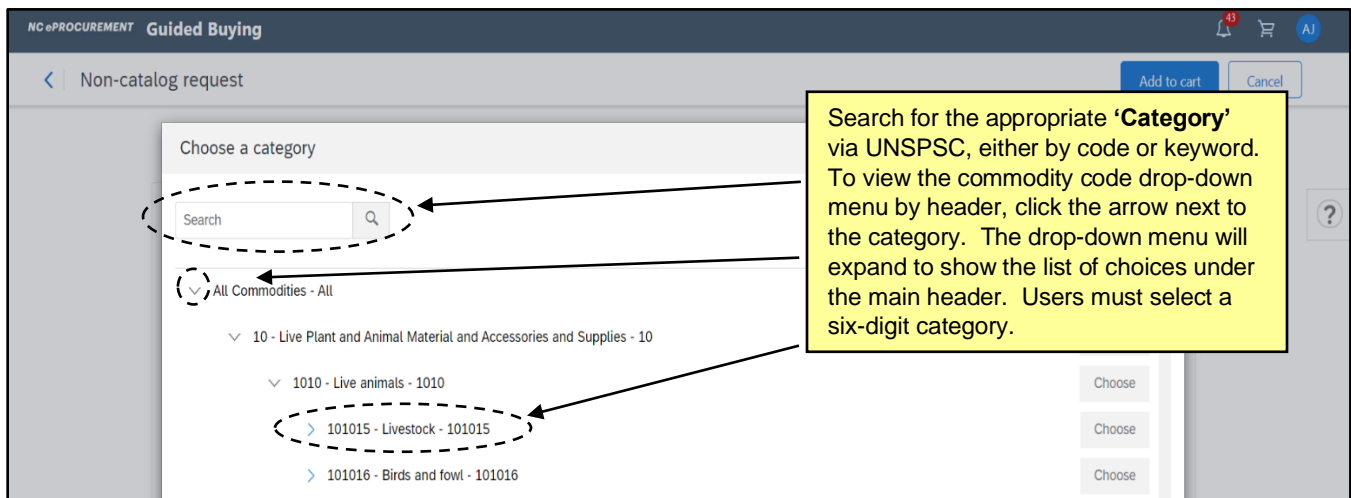 NC ePROCUREMENT Guided Buying
43
AJ
Non-catalog request
Add to cart
Cancel
Choose a category
Search
?
Search for the appropriate ‘Category’
via UNSPSC, either by code or keyword.
To view the commodity code drop-down
menu by header, click the arrow next to
the category. The drop-down menu will
expand to show the list of choices under
the main header. Users must select a
six-digit category.
All Commodities - All
10 - Live Plant and Animal Material and Accessories and Supplies - 10
1010 - Live animals - 1010
Choose
101015 - Livestock - 101015
Choose
101016 - Birds and fowl - 101016
Choose